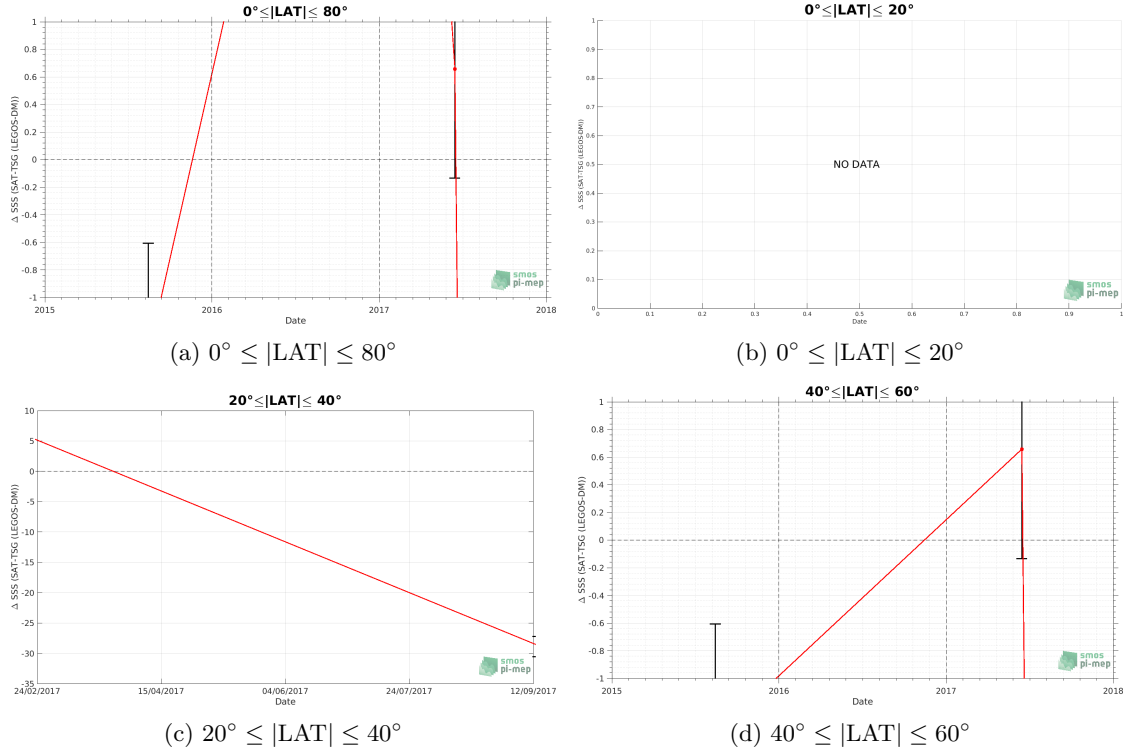 0°≤|LAT|≤ 80°
Δ SSS (SAT-TSG (LEGOS-DM))
1
0.8
0.6
0.4
0.2
0
-0.2
-0.4
-0.6
-0.8
-1
2015 2016 2017 2018
Date
smos
pi-mep
(a) 0° ≤ |LAT| ≤ 80°
0°≤|LAT|≤ 20°
Δ SSS (SAT-TSG (LEGOS-DM))
1
0.9
0.8
0.7
0.6
0.5
0.4
0.3
0.2
0.1
0
NO DATA
0 0.1 0.2 0.3 0.4 0.5 0.6 0.7 0.8 0.9 1
Date
smos
pi-mep
(b) 0° ≤ |LAT| ≤ 20°
20°≤|LAT|≤ 40°
Δ SSS (SAT-TSG (LEGOS-DM))
10
5
0
-5
-10
-15
-20
-25
-30
-35
24/02/2017 15/04/2017 04/06/2017 24/07/2017 12/09/2017
Date
smos
pi-mep
(c) 20° ≤ |LAT| ≤ 40°
40°≤|LAT|≤ 60°
Δ SSS (SAT-TSG (LEGOS-DM))
1
0.8
0.6
0.4
0.2
0
-0.2
-0.4
-0.6
-0.8
-1
2015 2016 2017 2018
Date
smos
pi-mep
(d) 40° ≤ |LAT| ≤ 60°